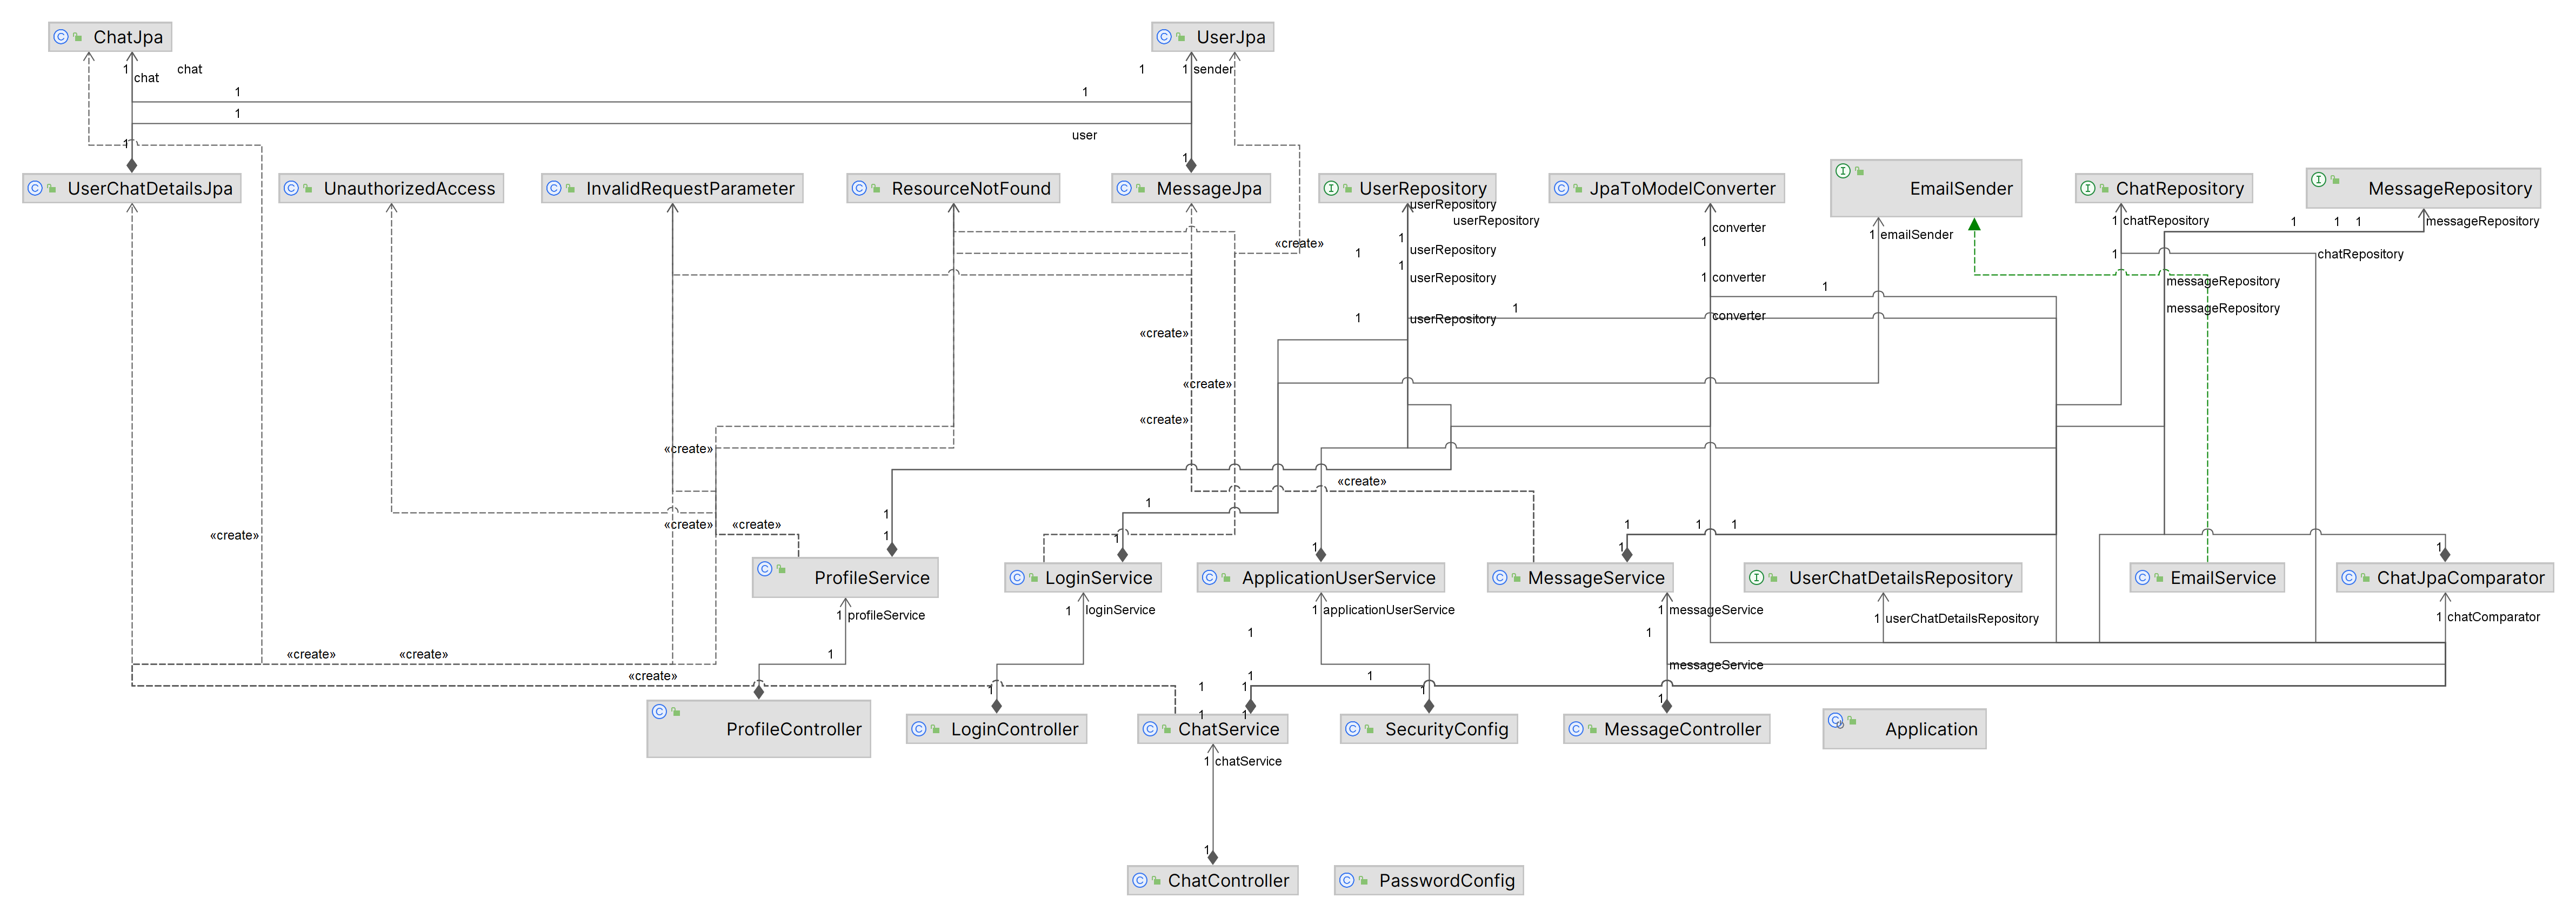 ChatJpa
UserJpa
1
chat
chat
1
1
sender
1
1
1
1
user
1
1
UserChatDetailsJpa
UnauthorizedAccess
InvalidRequestParameter
ResourceNotFound
MessageJpa
UserRepository
JpaToModelConverter
EmailSender
ChatRepository
MessageRepository
userRepository
userRepository
converter
1
emailSender
1
chatRepository
1
1
1
messageRepository
«create»
1
1
userRepository
1
1
chatRepository
1
userRepository
1
converter
1
messageRepository
messageRepository
1
userRepository
1
converter
«create»
«create»
«create»
«create»
«create»
1
1
«create»
«create»
«create»
1
1
1
1
1
1
1
1
1
ProfileService
LoginService
ApplicationUserService
MessageService
UserChatDetailsRepository
EmailService
ChatJpaComparator
1
profileService
1
loginService
1
applicationUserService
1
messageService
1
userChatDetailsRepository
1
chatComparator
1
1
«create»
«create»
1
messageService
«create»
1
1
1
1
1
1
1
1
1
ProfileController
LoginController
ChatService
SecurityConfig
MessageController
Application
1
chatService
1
ChatController
PasswordConfig